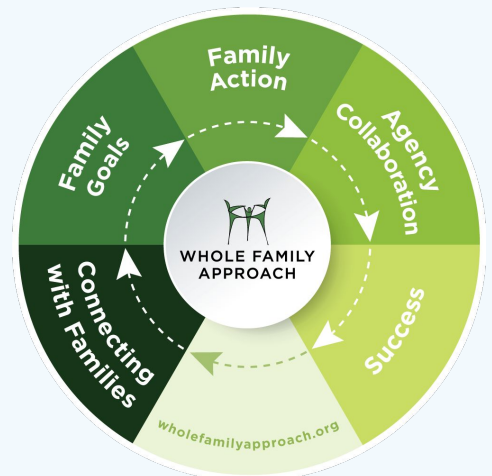 Family
Action
Agency
Collaboration
Success
wholefamilyapproach.org
Connecting
with Families
Family
Goals
WHOLE FAMILY
APPROACH